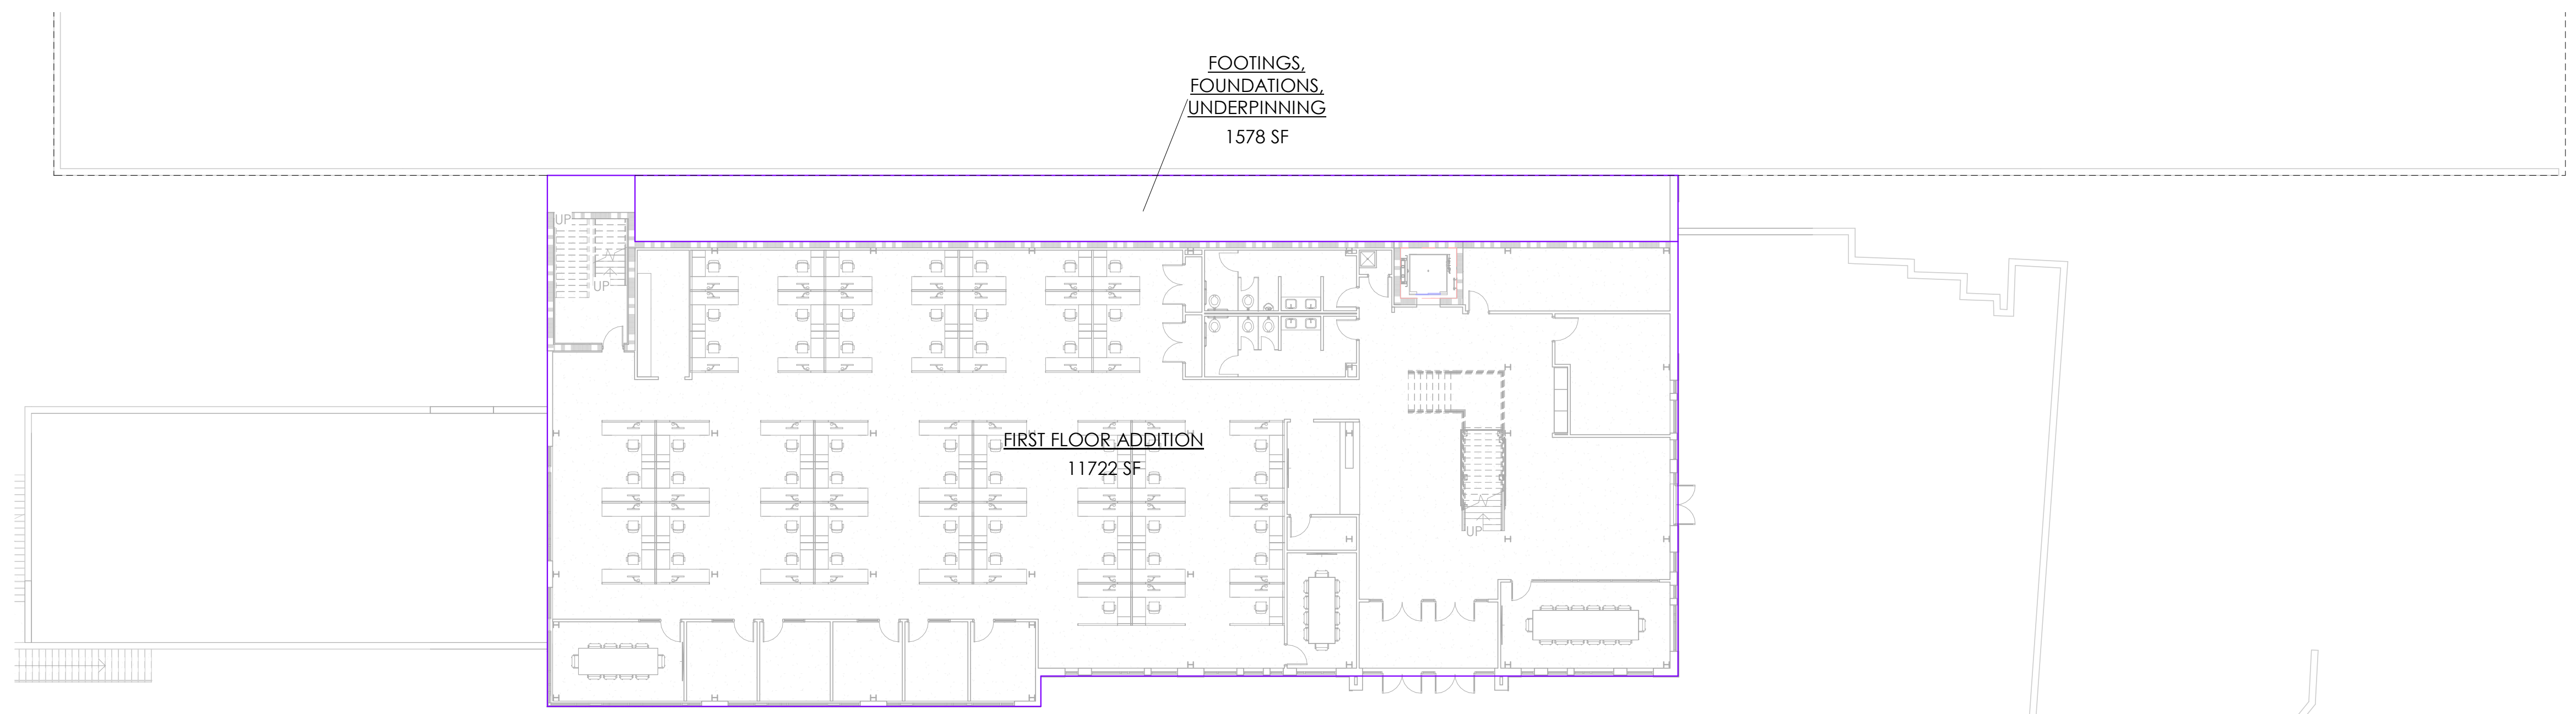 FOOTINGS,
FOUNDATIONS,
UNDERPINNING
1578 SF
UP
UP
FIRST FLOOR ADDITION
11722 SF
UP